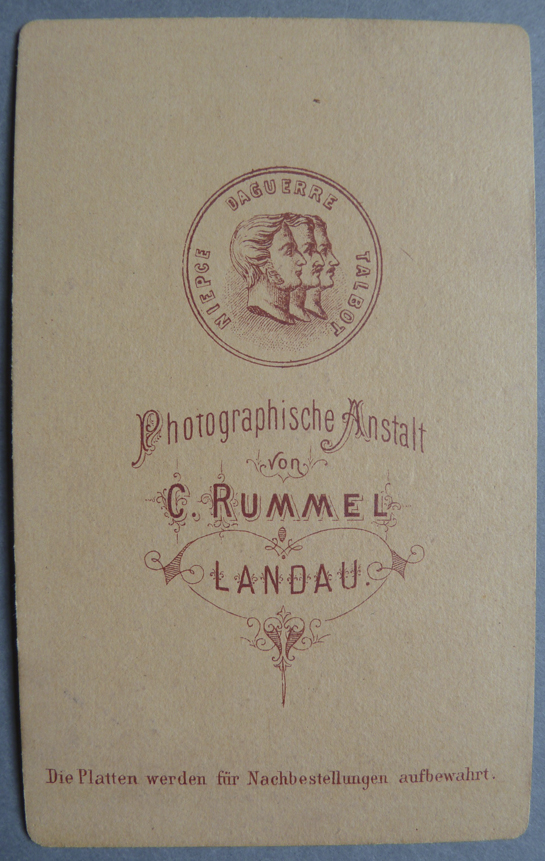 NIEPCE DAGUERRE TALBOT
Photographische Anstalt
von
C. RUMMEL
LANDAU.
Die Platten werden für Nachbestellungen aufbewahrt.